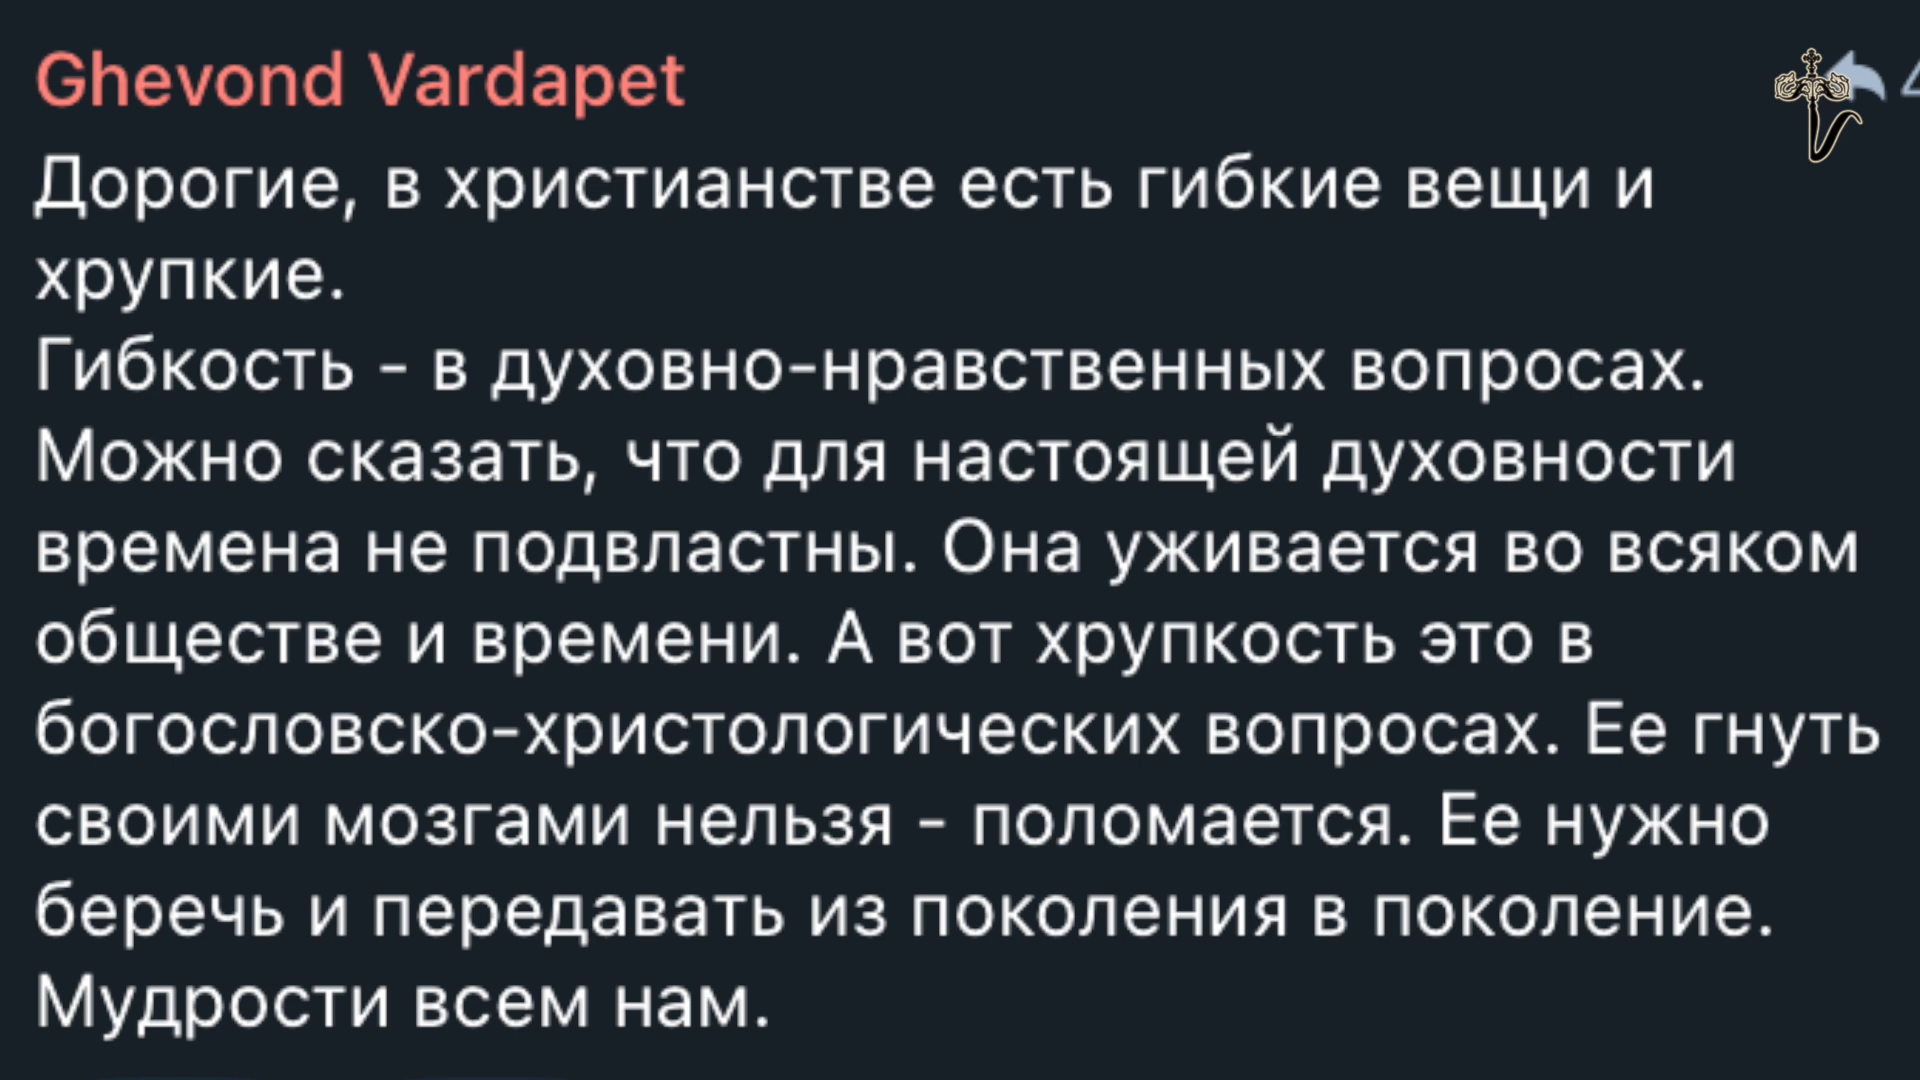 Ghevond Vardapet
Дорогие, в христианстве есть гибкие вещи и
хрупкие.
Гибкость - в духовно-нравственных вопросах.
Можно сказать, что для настоящей духовности
времена не подвластны. Она уживается во всяком
обществе и времени. А вот хрупкость это в
богословско-христологических вопросах. Ее гнуть
своими мозгами нельзя - поломается. Ее нужно
беречь и передавать из поколения в поколение.
Мудрости всем нам.